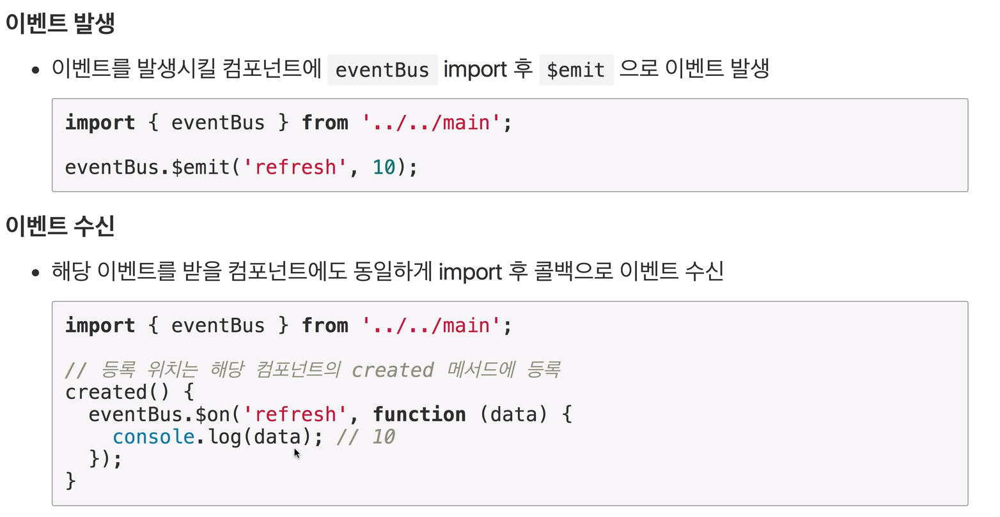 이벤트 발생
• 이벤트를 발생시킬 컴포넌트에 eventBus import 후 $emit 으로 이벤트 발생
import { eventBus } from '../../main';
eventBus.$emit('refresh', 10);
이벤트 수신
• 해당 이벤트를 받을 컴포넌트에도 동일하게 import 후 콜백으로 이벤트 수신
import { eventBus } from '../../main';
// 등록 위치는 해당 컴포넌트의 created 메서드에 등록
created() {
  eventBus.$on('refresh', function (data) {
    console.log(data); // 10
  });
}